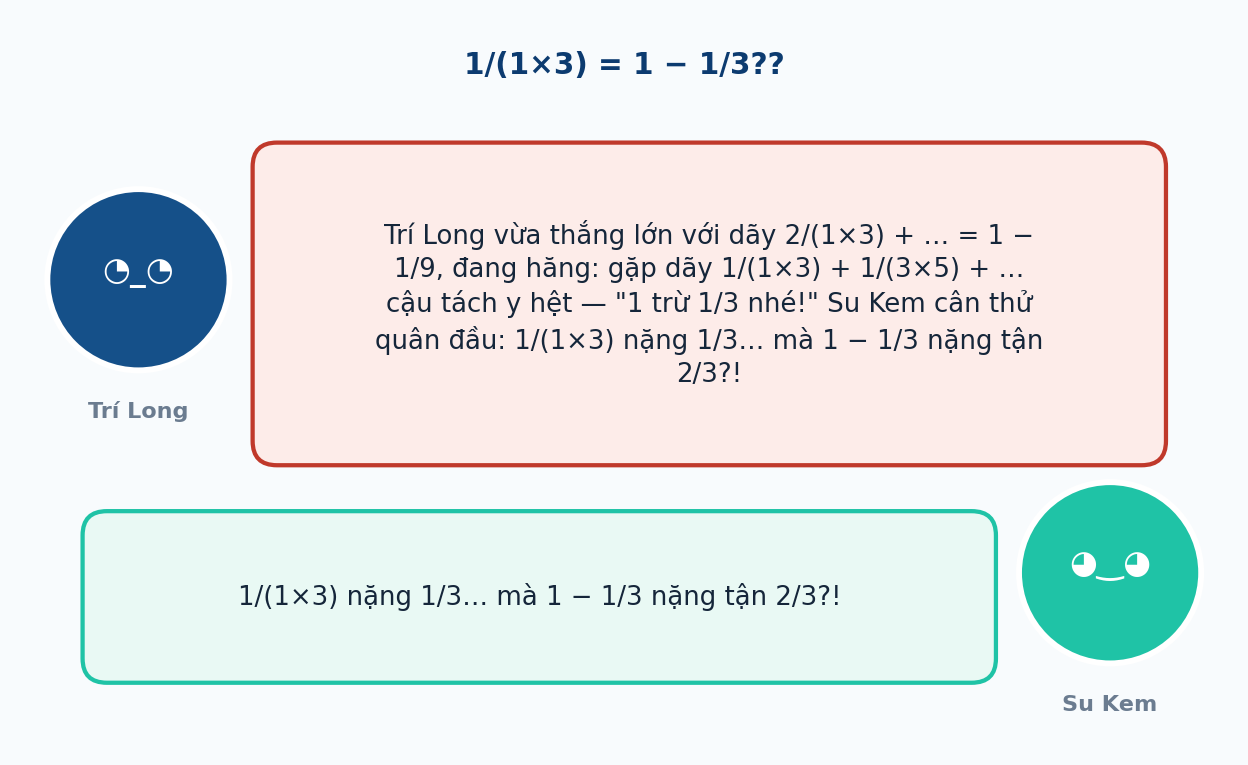 1/(1×3) = 1 − 1/3??
Trí Long vừa thắng lớn với dãy 2/(1×3) + … = 1 −
1/9, đang hăng: gặp dãy 1/(1×3) + 1/(3×5) + …
cậu tách y hệt — "1 trừ 1/3 nhé!" Su Kem cân thử
quân đầu: 1/(1×3) nặng 1/3… mà 1 − 1/3 nặng tận
2/3?!
◔_◔
Trí Long
1/(1×3) nặng 1/3… mà 1 − 1/3 nặng tận 2/3?!
◕‿◕
Su Kem